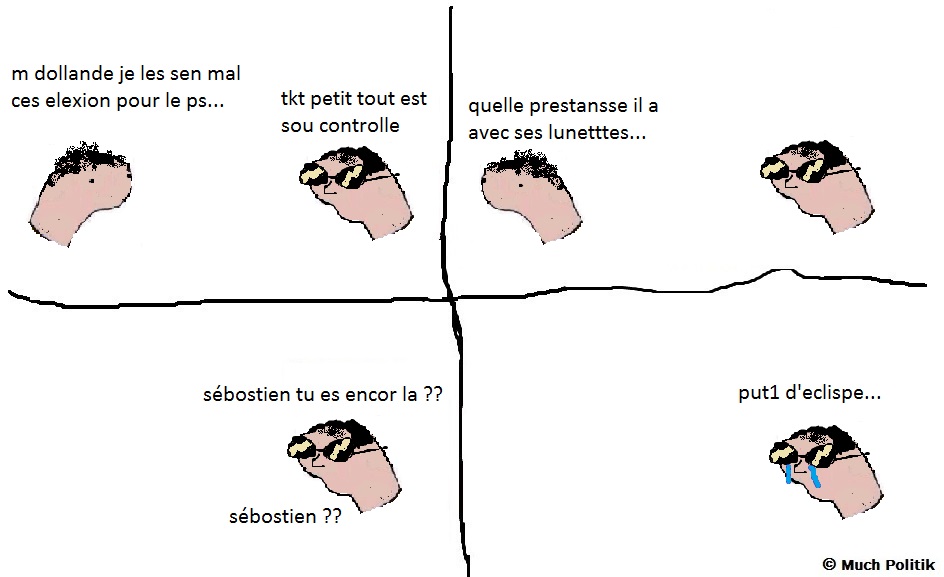 m dollande je les sen mal
ces elexion pour le ps...
tkt petit tout est
sou controlle
quelle prestansse il a
avec ses lunetttes...
sébostien tu es encor la ??
sébostien ??
put1 d'eclispe...
© Much Politik